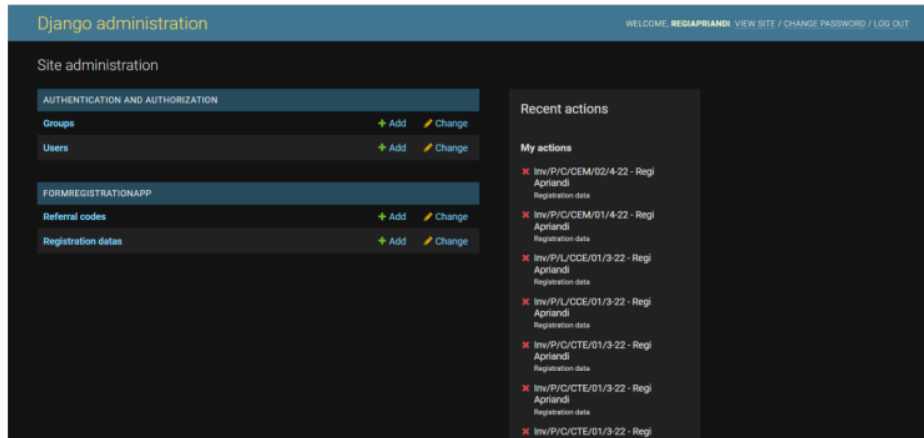 Django administration
WELCOME, REGIAPRIANDI. VIEW SITE / CHANGE PASSWORD / LOG OUT
Site administration
AUTHENTICATION AND AUTHORIZATION
Groups + Add Change
Users + Add Change
FORMREGISTRATIONAPP
Referral codes + Add Change
Registration datas + Add Change
Recent actions
My actions
Inv/P/C/CEM/02/4-22 - Regi
Apriandi
Registration data
Inv/P/C/CEM/01/4-22 - Regi
Apriandi
Registration data
Inv/P/L/CCE/01/3-22 - Regi
Apriandi
Registration data
Inv/P/L/CCE/01/3-22 - Regi
Apriandi
Registration data
Inv/P/C/CTE/01/3-22 - Regi
Apriandi
Registration data
Inv/P/C/CTE/01/3-22 - Regi
Apriandi
Registration data
Inv/P/C/CTE/01/3-22 - Regi